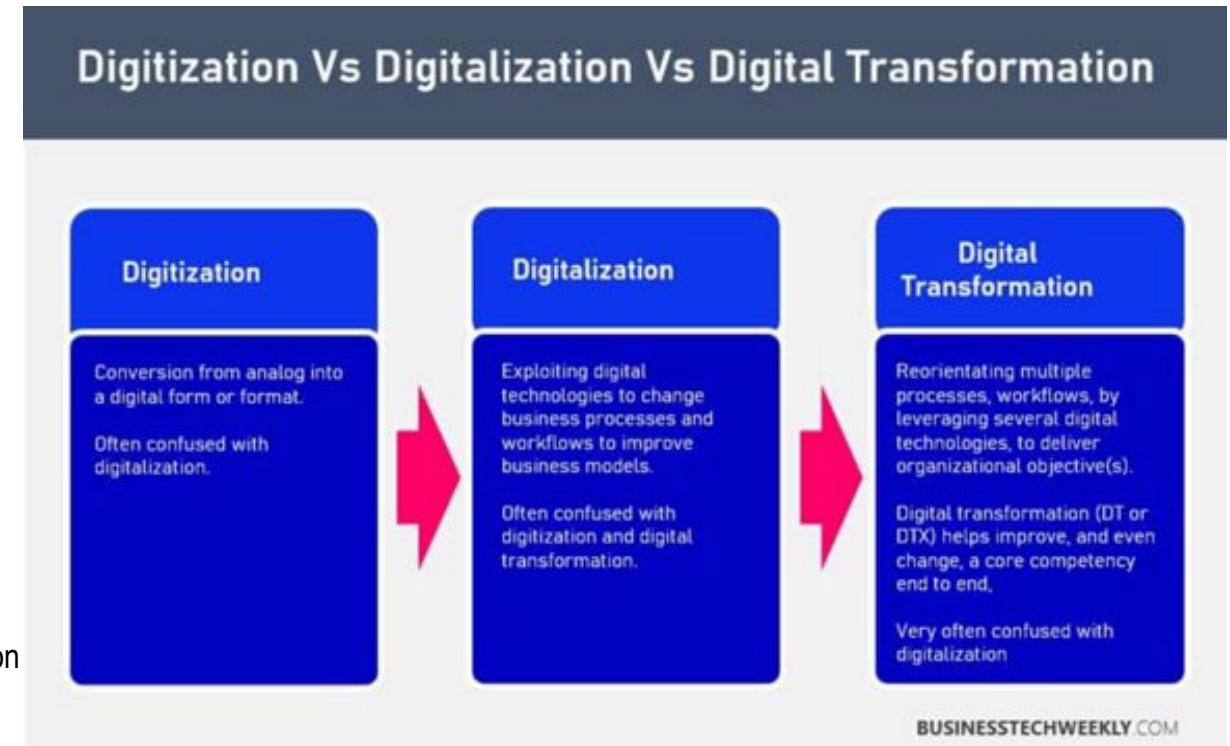 Digitization Vs Digitalization Vs Digital Transformation
Digitization
Conversion from analog into
a digital form or format.
Often confused with
digitalization.
Digitalization
Exploiting digital
technologies to change
business processes and
workflows to improve
business models.
Often confused with
digitization and digital
transformation.
Digital
Transformation
Reorientating multiple
processes, workflows, by
leveraging several digital
technologies, to deliver
organizational objective(s).
Digital transformation (DT or
DTX) helps improve, and even
change, a core competency
end to end,
Very often confused with
digitalization
on
BUSINESSTECHWEEKLY.COM